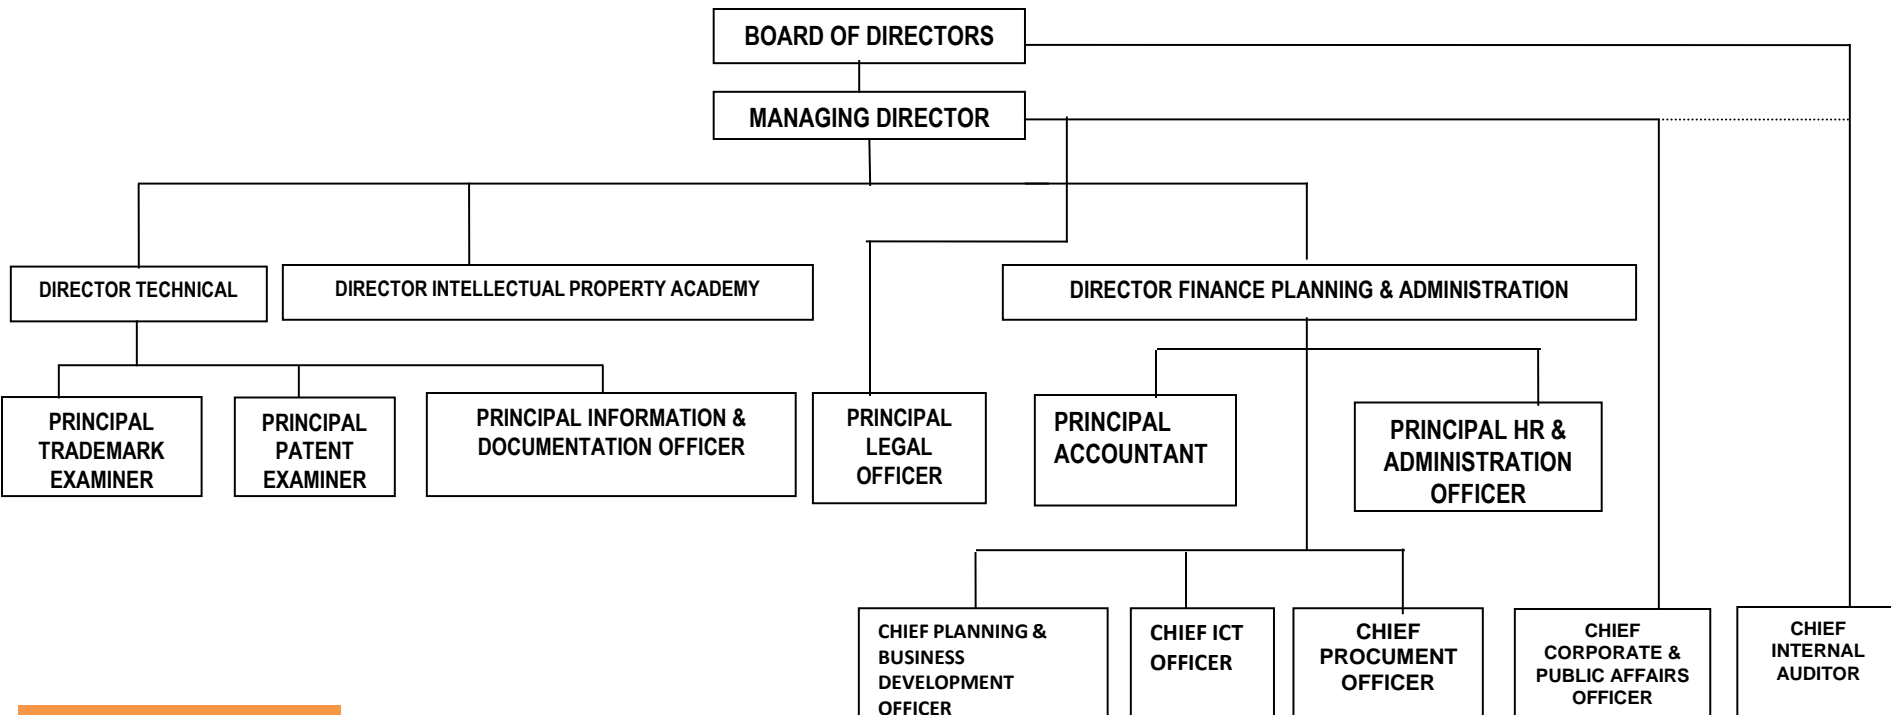 BOARD OF DIRECTORS
MANAGING DIRECTOR
DIRECTOR TECHNICAL
DIRECTOR INTELLECTUAL PROPERTY ACADEMY
DIRECTOR FINANCE PLANNING & ADMINISTRATION
PRINCIPAL
TRADEMARK
EXAMINER
PRINCIPAL
PATENT
EXAMINER
PRINCIPAL INFORMATION &
DOCUMENTATION OFFICER
PRINCIPAL
LEGAL
OFFICER
PRINCIPAL
ACCOUNTANT
PRINCIPAL HR &
ADMINISTRATION
OFFICER
CHIEF PLANNING &
BUSINESS
DEVELOPMENT
OFFICER
CHIEF ICT
OFFICER
CHIEF
PROCUMENT
OFFICER
CHIEF
CORPORATE &
PUBLIC AFFAIRS
OFFICER
CHIEF
INTERNAL
AUDITOR